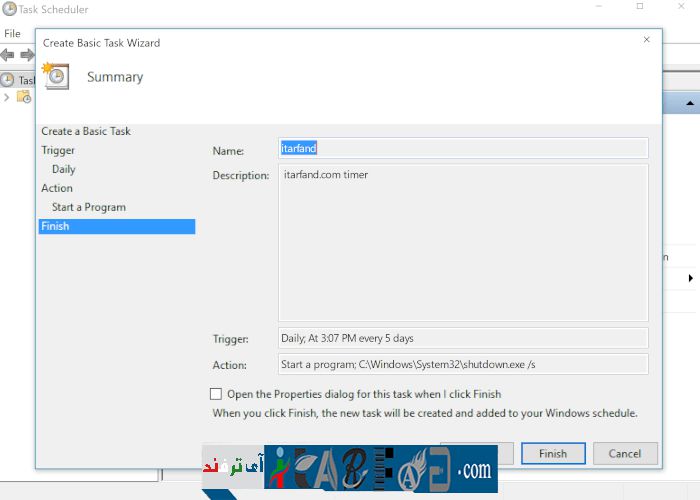 Task Scheduler
File
Task
Create Basic Task Wizard
Summary
Create a Basic Task
Trigger
Daily
Action
Start a Program
Finish
Name:
itarfand
Description:
itarfand.com timer
Trigger:
Daily; At 3:07 PM every 5 days
Action:
Start a program; C:\Windows\System32\shutdown.exe /s
Open the Properties dialog for this task when I click Finish
When you click Finish, the new task will be created and added to your Windows schedule.
Finish
Cancel
آی ترفند
iTARFAND.com